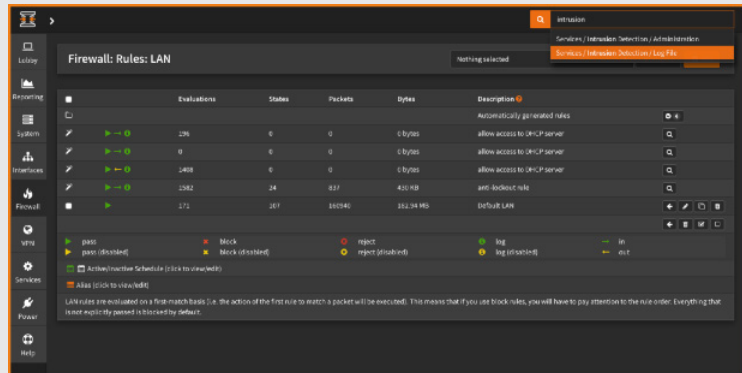 intrusion
Services / Intrusion Detection / Administration
Services / Intrusion Detection / Log File
Firewall: Rules: LAN
Nothing selected
Lobby
Reporting
System
Interfaces
Firewall
VPN
Services
Power
Help
Evaluations States Packets Bytes Description
Automatically generated rules
196 0 0 0 bytes allow access to DHCP server
0 0 0 0 bytes allow access to DHCP server
1408 0 0 0 bytes allow access to DHCP server
1582 24 837 430 KB anti-lockout rule
171 107 160940 162.94 MB Default LAN
pass block reject log in
pass (disabled) block (disabled) reject (disabled) log (disabled) out
Active/Inactive Schedule (click to view/edit)
Alias (click to view/edit)
LAN rules are evaluated on a first-match basis (i.e. the action of the first rule to match a packet will be executed). This means that if you use block rules, you will have to pay attention to the rule order. Everything that
is not explicitly passed is blocked by default.